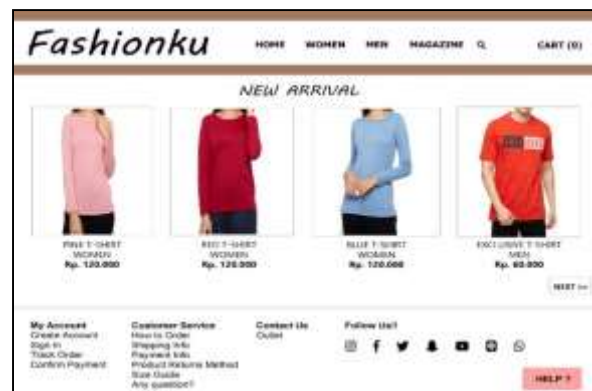 Fashionku
HOME WOMEN MEN MAGAZINE CART (0)
NEW ARRIVAL
PINK T-SHIRT
WOMEN
Rp. 120.000
RED T-SHIRT
WOMEN
Rp. 120.000
BLUE T-SHIRT
WOMEN
Rp. 120.000
EXCLUSIVE T-SHIRT
MEN
Rp. 60.000
NEXT >>
My Account
Create Account
Sign In
Track Order
Confirm Payment
Customer Service
How to Order
Shipping Info
Payment Info
Product Returns Method
Size Guide
Any question?
Contact Us
Outlet
Follow Us!!
HELP ?